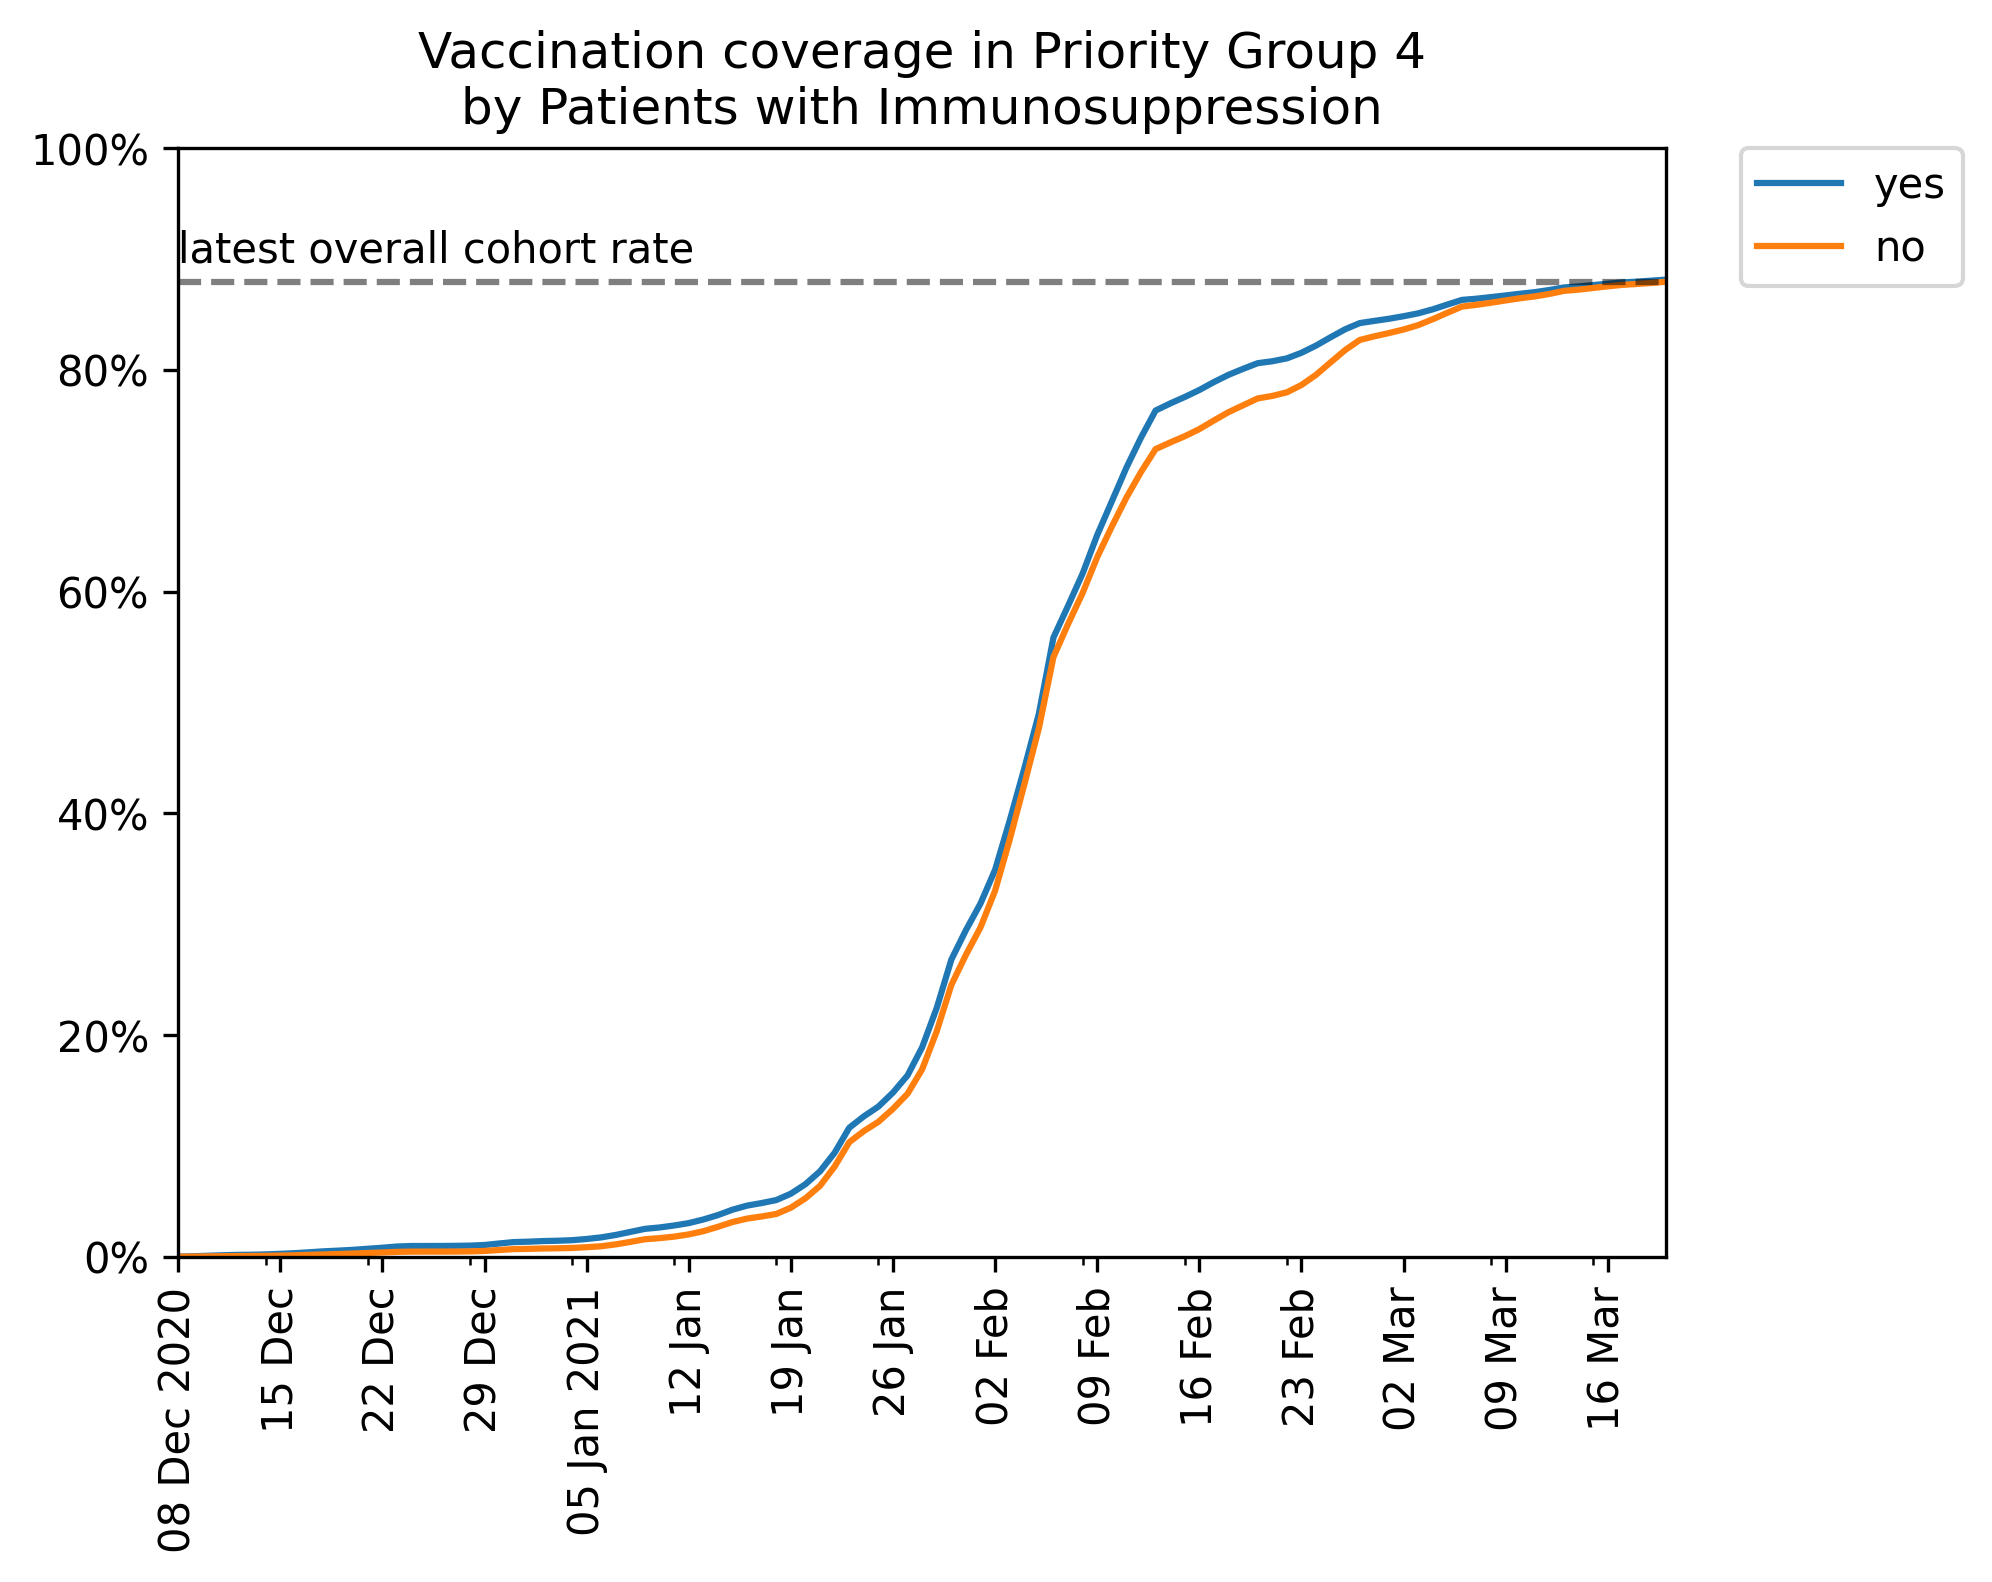 Vaccination coverage in Priority Group 4
by Patients with Immunosuppression
100%
80%
60%
40%
20%
0%
latest overall cohort rate
yes
no
08 Dec 2020
15 Dec
22 Dec
29 Dec
05 Jan 2021
12 Jan
19 Jan
26 Jan
02 Feb
09 Feb
16 Feb
23 Feb
02 Mar
09 Mar
16 Mar